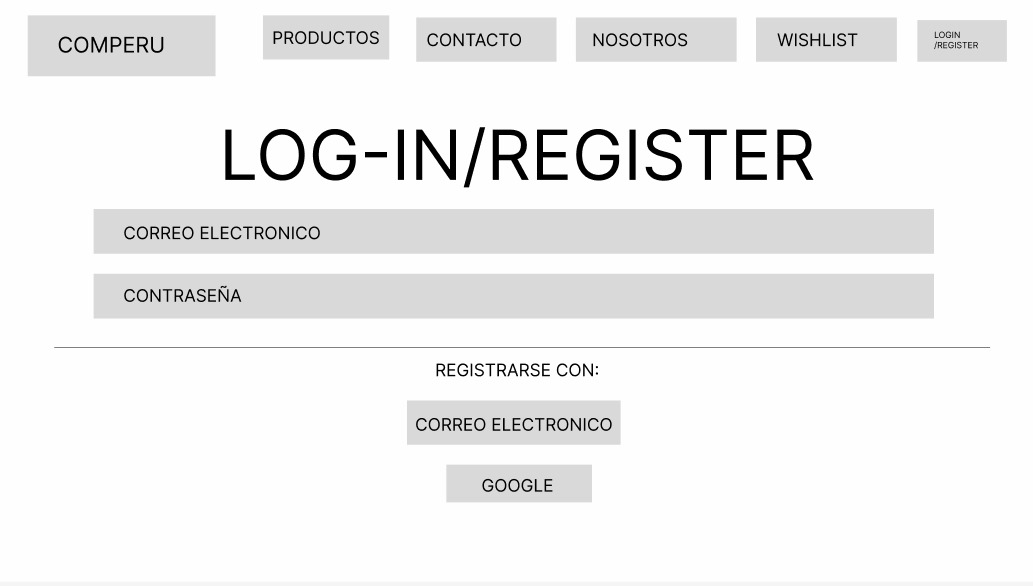 COMPERU
PRODUCTOS
CONTACTO
NOSOTROS
WISHLIST
LOGIN
/REGISTER
LOG-IN/REGISTER
CORREO ELECTRONICO
CONTRASEÑA
REGISTRARSE CON:
CORREO ELECTRONICO
GOOGLE